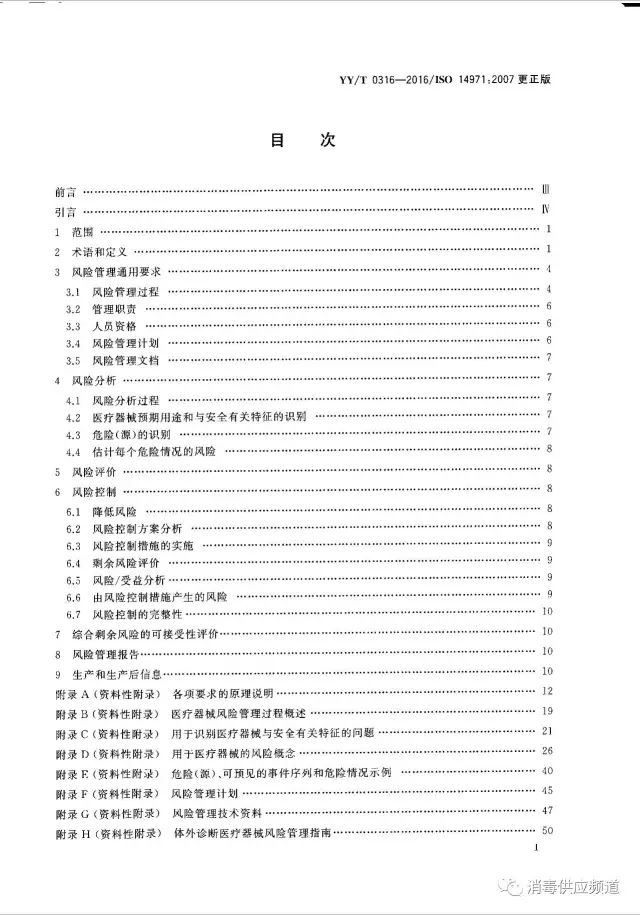 YY/T 0316—2016/ISO 14971:2007 更正版
目 次
前言 …… Ⅲ
引言 …… Ⅳ
1 范围 …… 1
2 术语和定义 …… 1
3 风险管理通用要求 …… 4
3.1 风险管理过程 …… 4
3.2 管理职责 …… 6
3.3 人员资格 …… 6
3.4 风险管理计划 …… 6
3.5 风险管理文档 …… 7
4 风险分析 …… 7
4.1 风险分析过程 …… 7
4.2 医疗器械预期用途和与安全有关特征的识别 …… 7
4.3 危险(源)的识别 …… 7
4.4 估计每个危险情况的风险 …… 8
5 风险评价 …… 8
6 风险控制 …… 8
6.1 降低风险 …… 8
6.2 风险控制方案分析 …… 8
6.3 风险控制措施的实施 …… 9
6.4 剩余风险评价 …… 9
6.5 风险/受益分析 …… 9
6.6 由风险控制措施产生的风险 …… 9
6.7 风险控制的完整性 …… 10
7 综合剩余风险的可接受性评价 …… 10
8 风险管理报告 …… 10
9 生产和生产后信息 …… 10
附录 A(资料性附录) 各项要求的原理说明 …… 12
附录 B(资料性附录) 医疗器械风险管理过程概述 …… 19
附录 C(资料性附录) 用于识别医疗器械与安全有关特征的问题 …… 21
附录 D(资料性附录) 用于医疗器械的风险概念 …… 26
附录 E(资料性附录) 危险(源)、可预见的事件序列和危险情况示例 …… 40
附录 F(资料性附录) 风险管理计划 …… 45
附录 G(资料性附录) 风险管理技术资料 …… 47
附录 H(资料性附录) 体外诊断医疗器械风险管理指南 …… 50
Ⅰ
消毒供应频道